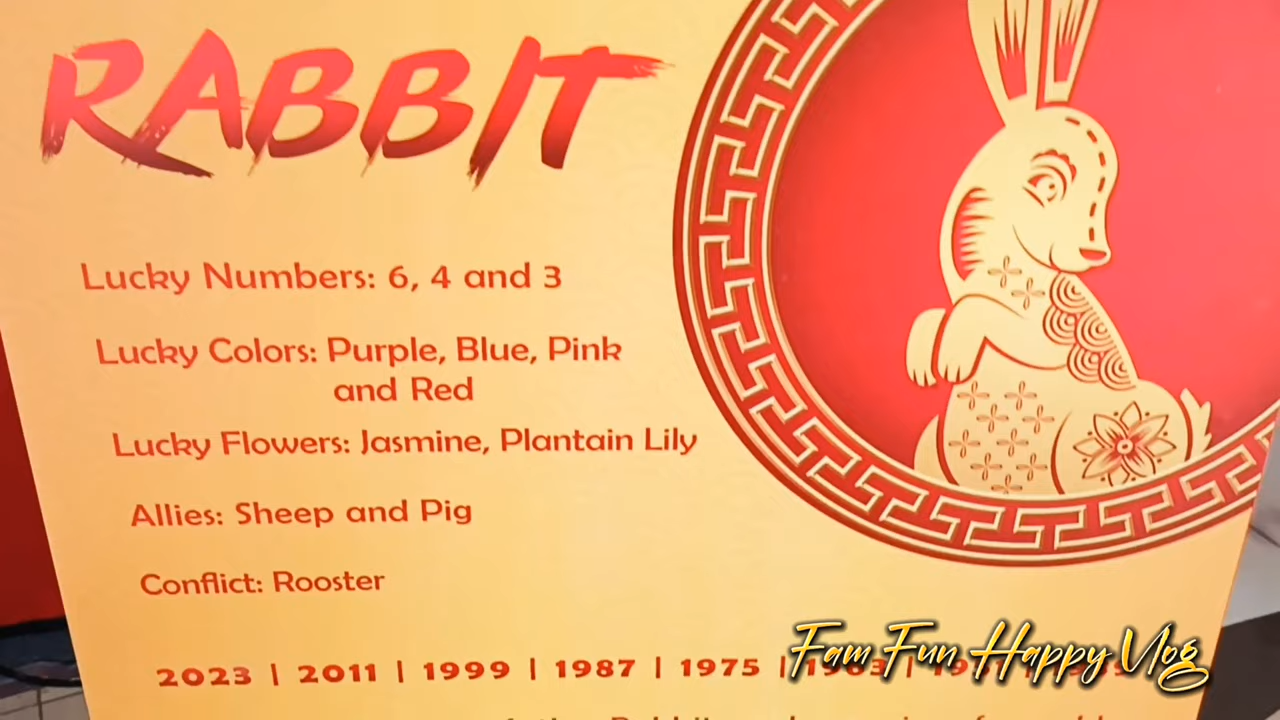 RABBIT
Lucky Numbers: 6, 4 and 3
Lucky Colors: Purple, Blue, Pink
and Red
Lucky Flowers: Jasmine, Plantain Lily
Allies: Sheep and Pig
Conflict: Rooster
2023 | 2011 | 1999 | 1987 | 1975 | 1963 |
Fam Fun Happy Vlog